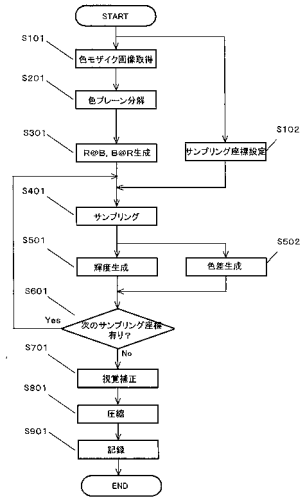 START
S101
色モザイク画像取得
S201
色プレーン分解
S301
R@B, B@R生成
S102
サンプリング座標設定
S401
サンプリング
S501
輝度生成
S502
色差生成
S601
Yes
次のサンプリング座標
有り？
No
S701
視覚補正
S801
圧縮
S901
記録
END